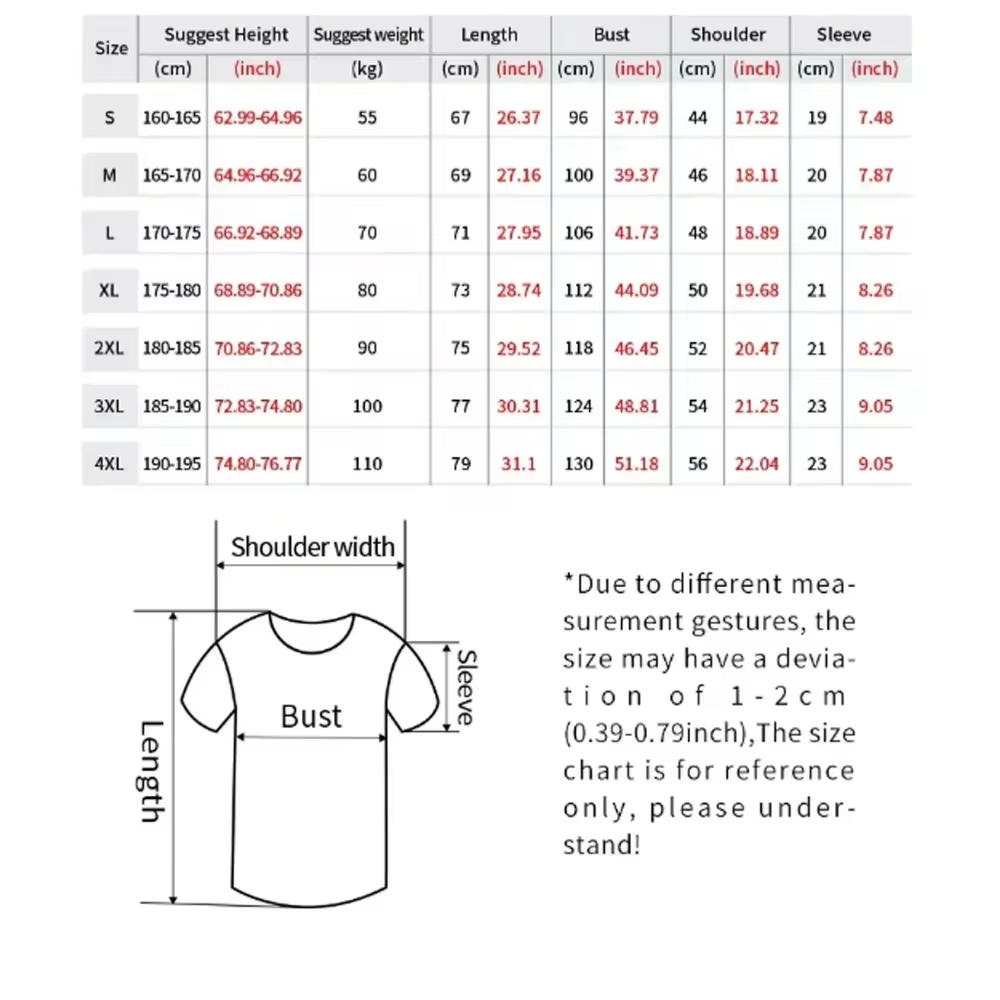 Size Suggest Height Suggest weight Length Bust Shoulder Sleeve
(cm) (inch) (kg) (cm) (inch) (cm) (inch) (cm) (inch) (cm) (inch)
S 160-165 62.99-64.96 55 67 26.37 96 37.79 44 17.32 19 7.48
M 165-170 64.96-66.92 60 69 27.16 100 39.37 46 18.11 20 7.87
L 170-175 66.92-68.89 70 71 27.95 106 41.73 48 18.89 20 7.87
XL 175-180 68.89-70.86 80 73 28.74 112 44.09 50 19.68 21 8.26
2XL 180-185 70.86-72.83 90 75 29.52 118 46.45 52 20.47 21 8.26
3XL 185-190 72.83-74.80 100 77 30.31 124 48.81 54 21.25 23 9.05
4XL 190-195 74.80-76.77 110 79 31.1 130 51.18 56 22.04 23 9.05
Shoulder width
Sleeve
Bust
Length
*Due to different mea-
surement gestures, the
size may have a devia-
tion of 1-2cm
(0.39-0.79inch),The size
chart is for reference
only, please under-
stand!